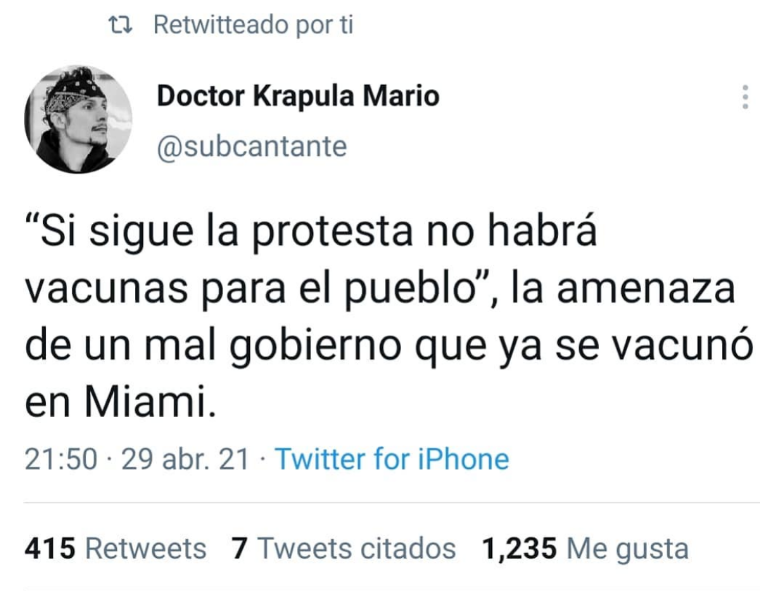 Retwitteado por ti
Doctor Krapula Mario
@subcantante
“Si sigue la protesta no habrá
vacunas para el pueblo”, la amenaza
de un mal gobierno que ya se vacunó
en Miami.
21:50 · 29 abr. 21 · Twitter for iPhone
415 Retweets 7 Tweets citados 1,235 Me gusta